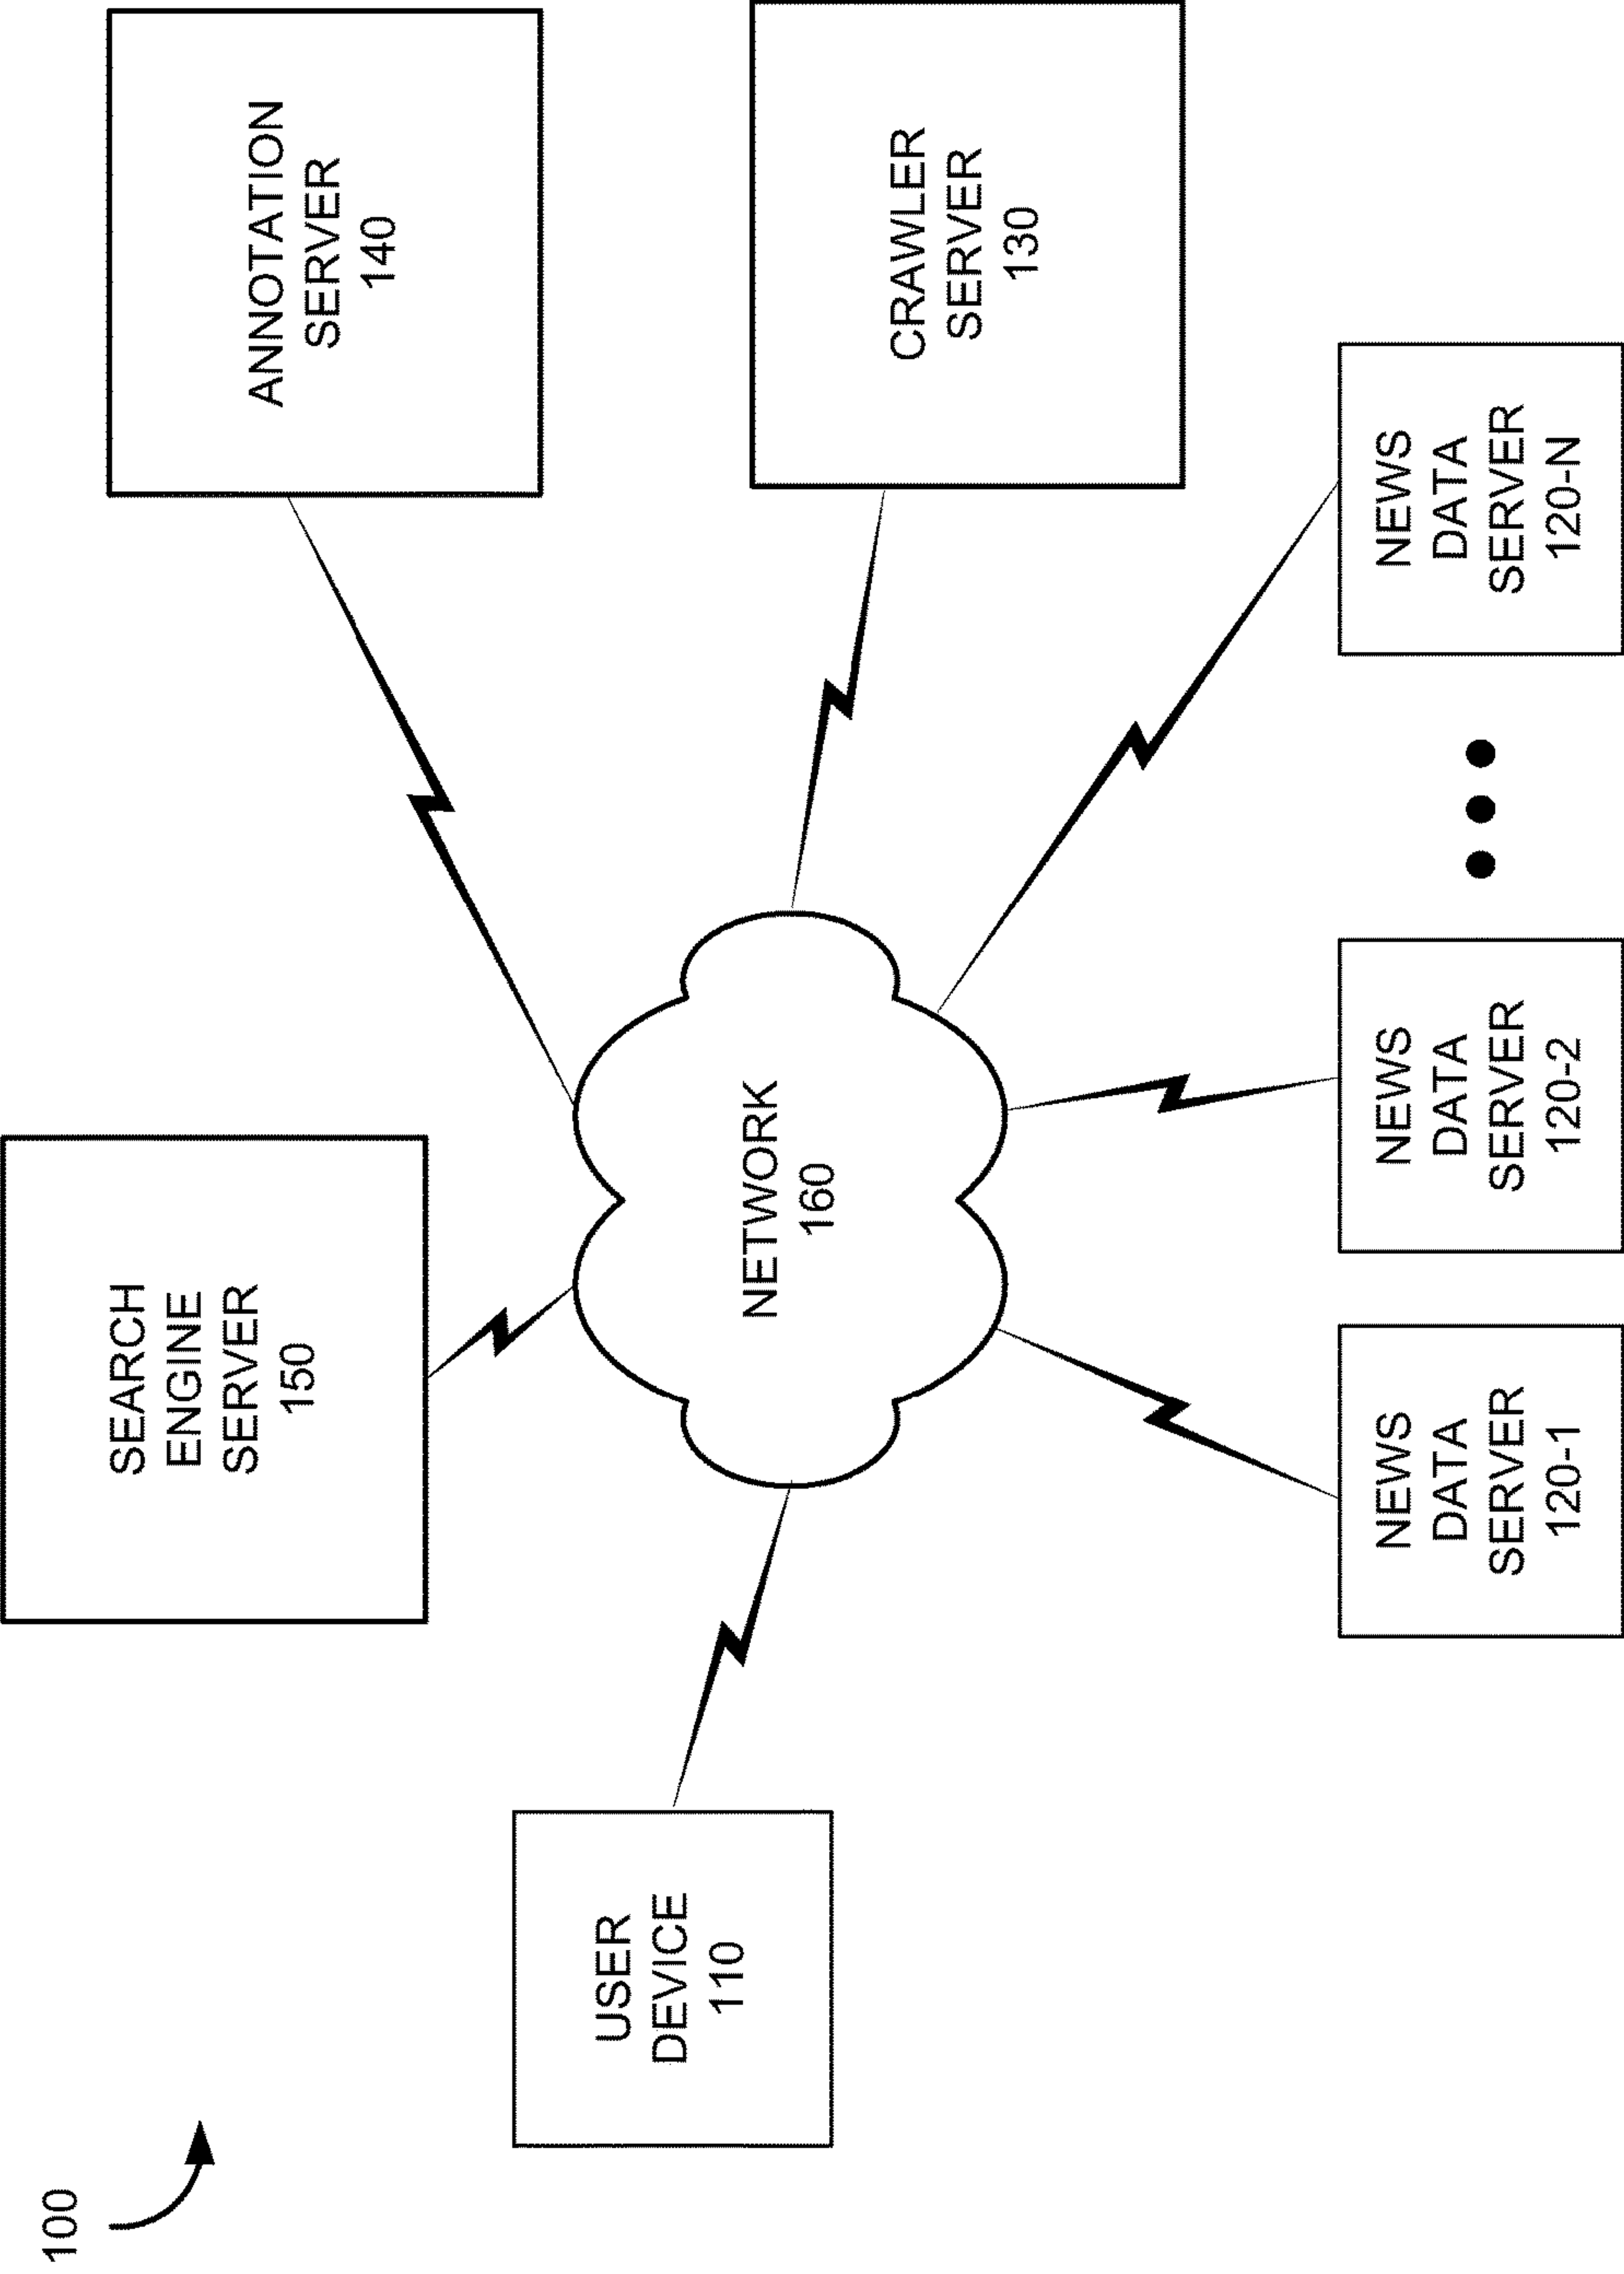 100
SEARCH
ENGINE
SERVER
150
ANNOTATION
SERVER
140
USER
DEVICE
110
NETWORK
160
CRAWLER
SERVER
130
NEWS
DATA
SERVER
120-1
NEWS
DATA
SERVER
120-2
NEWS
DATA
SERVER
120-N